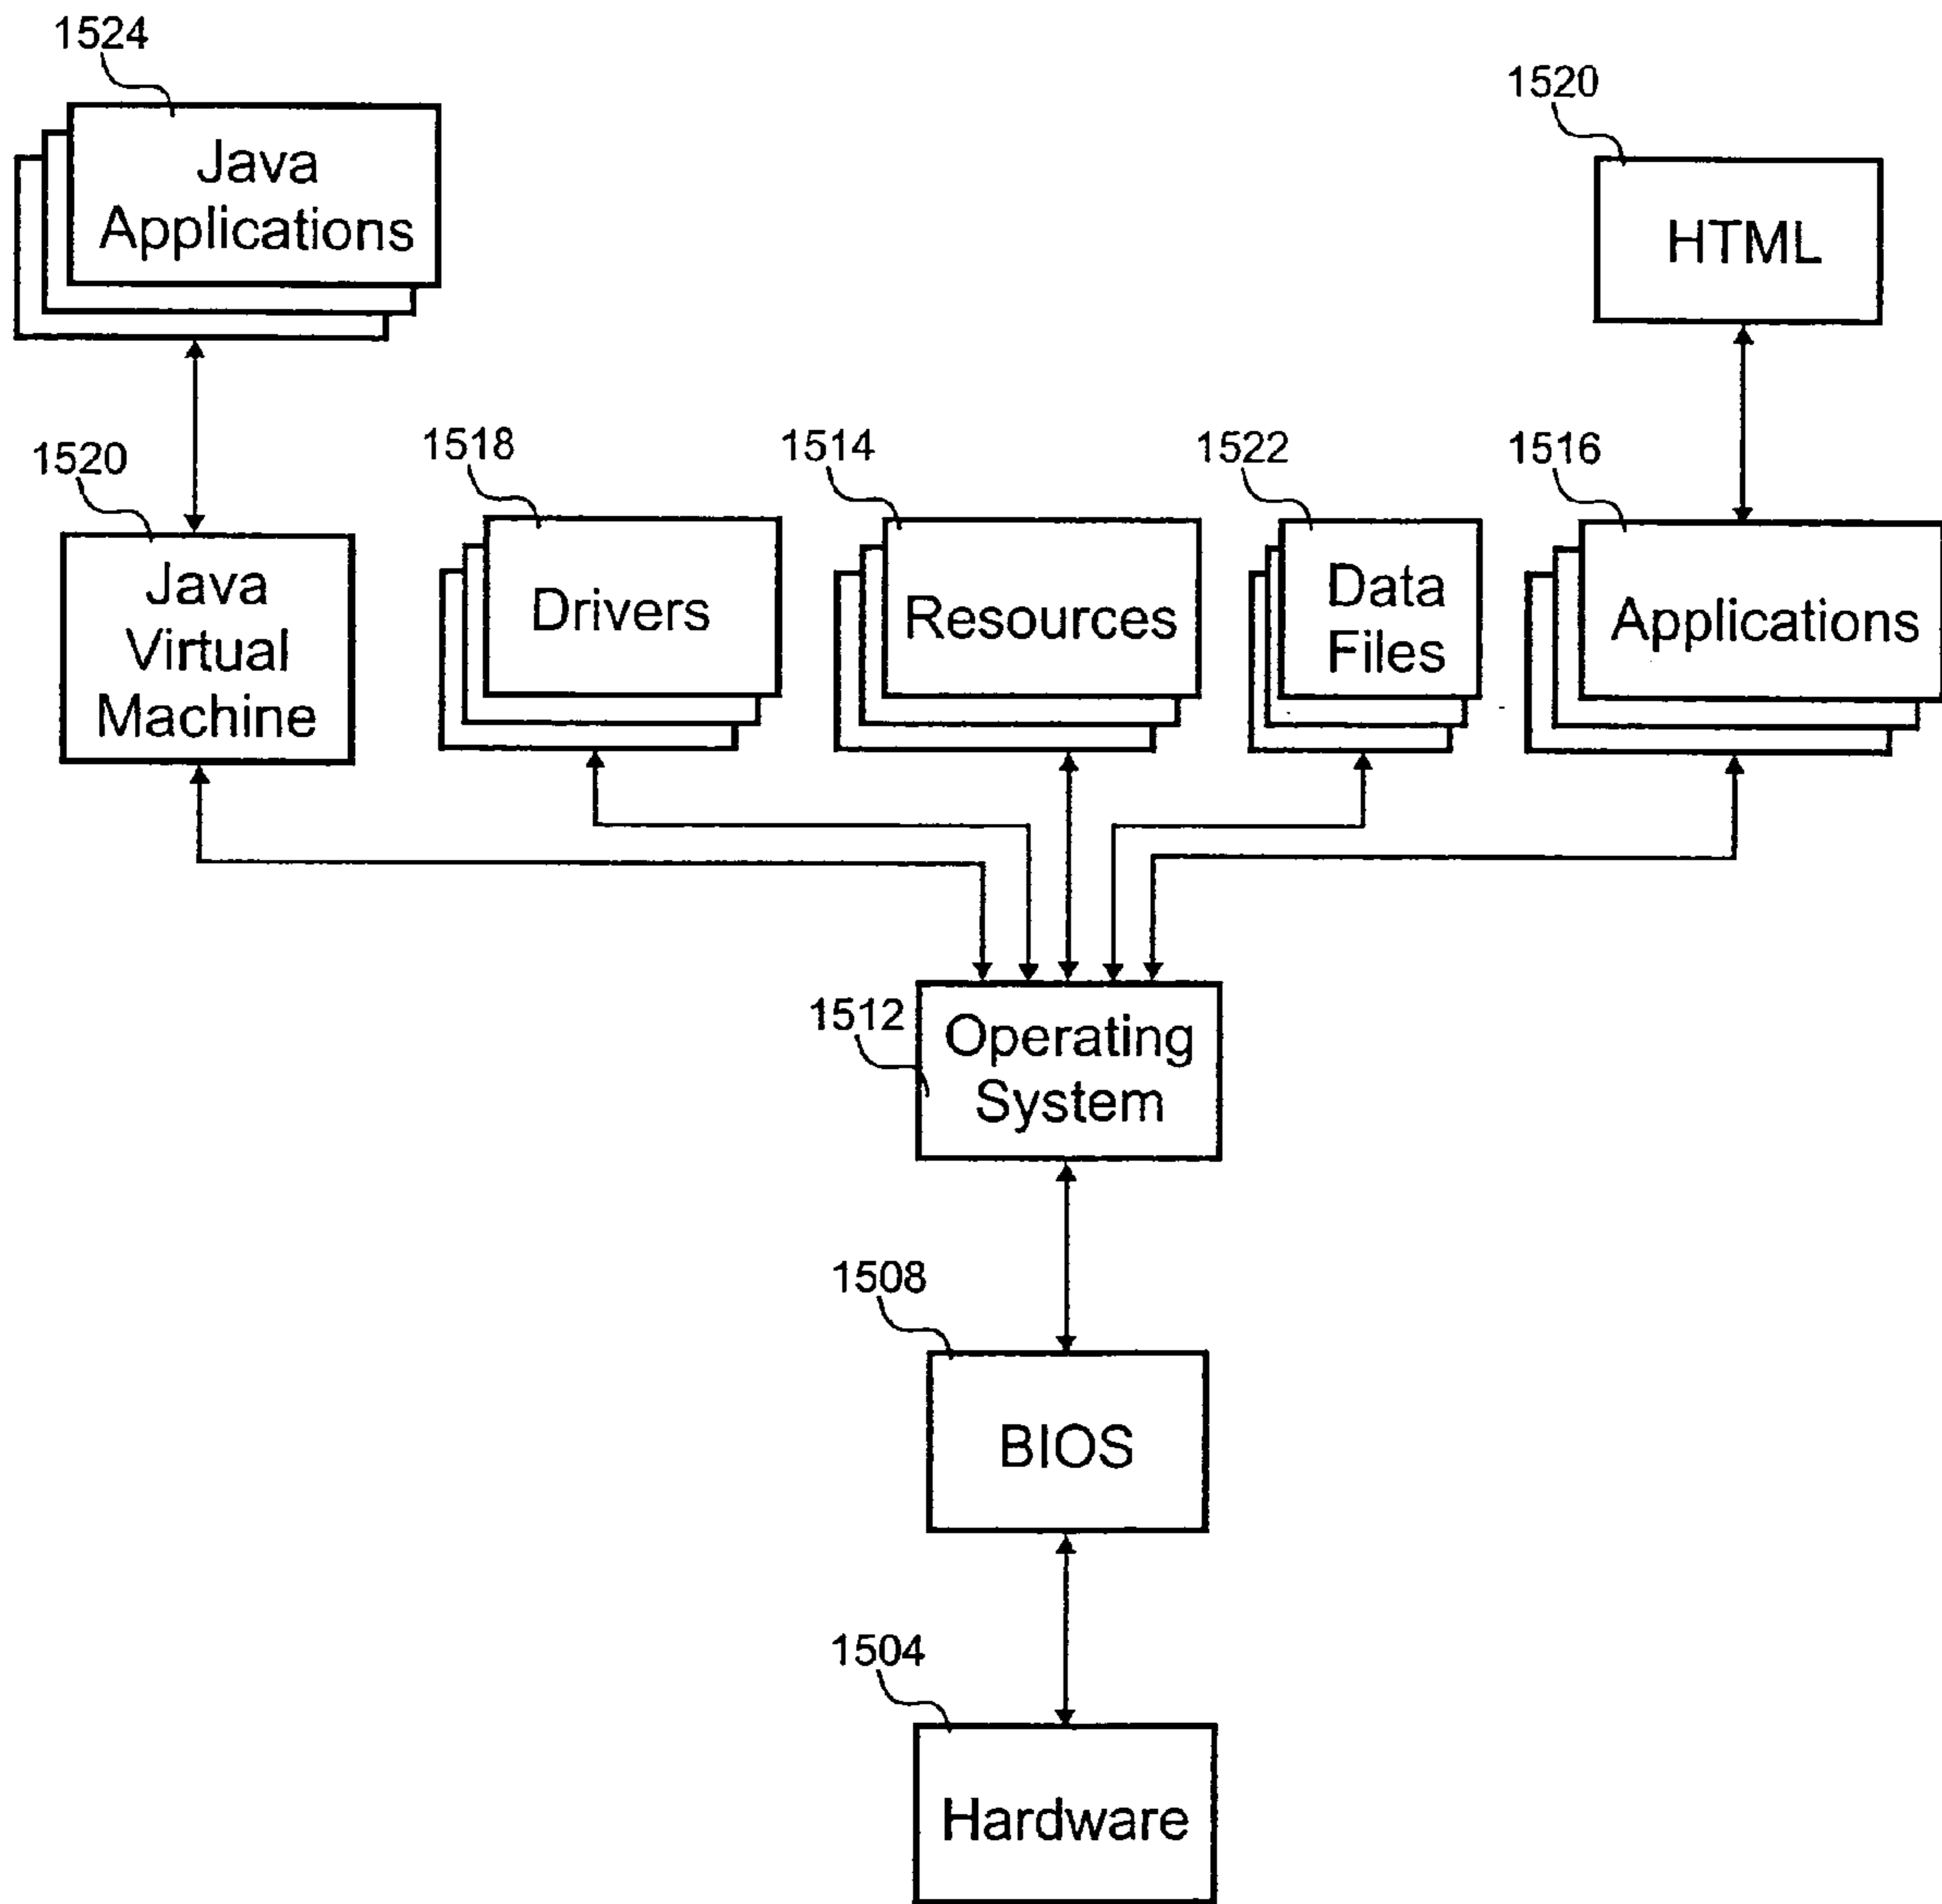 1524
Java
Applications
1520
HTML
1520
Java
Virtual
Machine
1518
Drivers
1514
Resources
1522
Data
Files
1516
Applications
1512
Operating
System
1508
BIOS
1504
Hardware